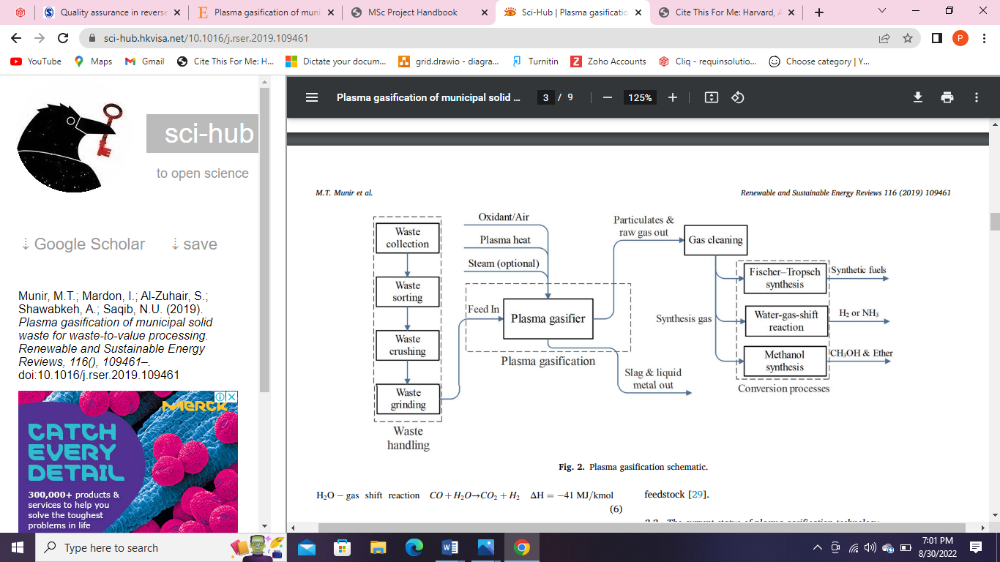 Quality assurance in reverse
Plasma gasification of muni
MSc Project Handbook
Sci-Hub | Plasma gasificatio
Cite This For Me: Harvard, A
sci-hub.hkvisa.net/10.1016/j.rser.2019.109461
P
YouTube
Maps
Gmail
Cite This For Me: H...
Dictate your docum...
grid.drawio - diagra...
Turnitin
Zoho Accounts
Cliq - requinsolutio...
Choose category | Y...
sci-hub
to open science
⇣ Google Scholar
⇣ save
Munir, M.T.; Mardon, I.; Al-Zuhair, S.;
Shawabkeh, A.; Saqib, N.U. (2019).
Plasma gasification of municipal solid
waste for waste-to-value processing.
Renewable and Sustainable Energy
Reviews, 116(), 109461–.
doi:10.1016/j.rser.2019.109461
MERCK
CATCH
EVERY
DETAIL
300,000+ products &
services to help you
solve the toughest
problems in life
Plasma gasification of municipal solid ...
3 / 9
125%
M.T. Munir et al.
Renewable and Sustainable Energy Reviews 116 (2019) 109461
Waste
collection
Waste
sorting
Waste
crushing
Waste
grinding
Waste
handling
Oxidant/Air
Plasma heat
Steam (optional)
Feed In
Plasma gasifier
Plasma gasification
Particulates &
raw gas out
Slag & liquid
metal out
Gas cleaning
Synthesis gas
Fischer–Tropsch
synthesis
Water-gas-shift
reaction
Methanol
synthesis
Conversion processes
Synthetic fuels
H₂ or NH₃
CH₃OH & Ether
Fig. 2. Plasma gasification schematic.
H₂O – gas shift reaction CO + H₂O→CO₂ + H₂ ΔH = −41 MJ/kmol
(6)
feedstock [29].
Type here to search
7:01 PM
8/30/2022